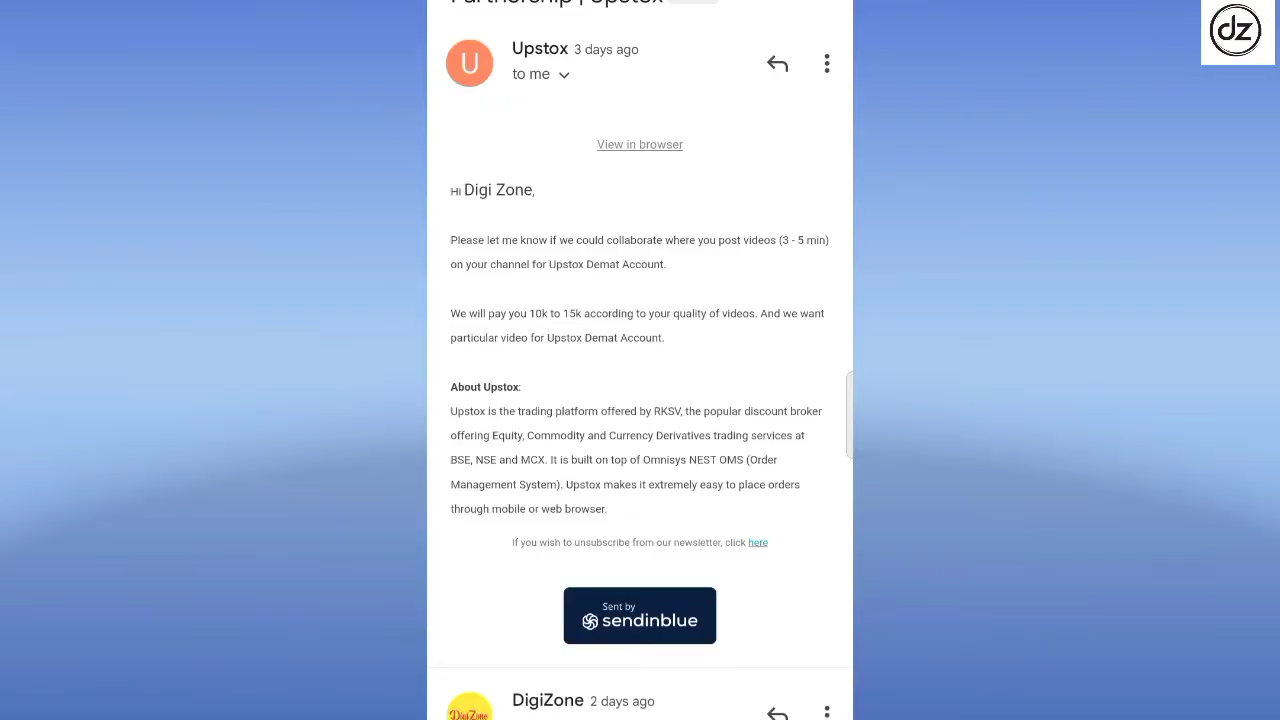 Partnership | Upstox
dz
U
Upstox 3 days ago
to me
View in browser
Hi Digi Zone,
Please let me know if we could collaborate where you post videos (3 - 5 min)
on your channel for Upstox Demat Account.
We will pay you 10k to 15k according to your quality of videos. And we want
particular video for Upstox Demat Account.
About Upstox:
Upstox is the trading platform offered by RKSV, the popular discount broker
offering Equity, Commodity and Currency Derivatives trading services at
BSE, NSE and MCX. It is built on top of Omnisys NEST OMS (Order
Management System). Upstox makes it extremely easy to place orders
through mobile or web browser.
If you wish to unsubscribe from our newsletter, click here
Sent by
sendinblue
DigiZone 2 days ago
DigiZone